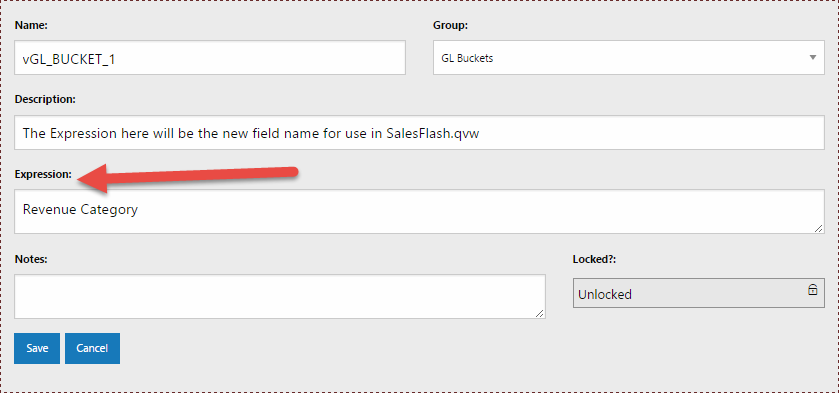 Name: Group:
vGL_BUCKET_1 GL Buckets
Description:
The Expression here will be the new field name for use in SalesFlash.qvw
Expression:
Revenue Category
Notes: Locked?:
Unlocked
Save Cancel